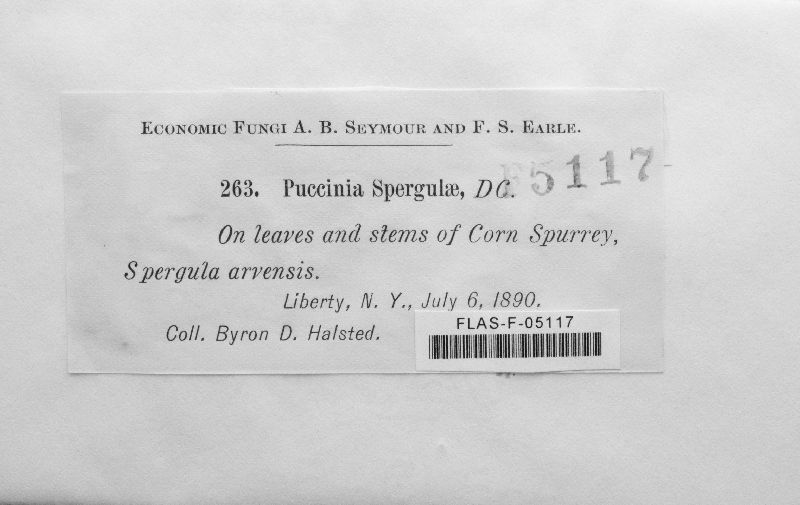 Economic Fungi A. B. Seymour and F. S. Earle.
F5117
263. Puccinia Spergulæ, DC.
On leaves and stems of Corn Spurrey,
Spergula arvensis.
Liberty, N. Y., July 6, 1890.
Coll. Byron D. Halsted.
FLAS-F-05117